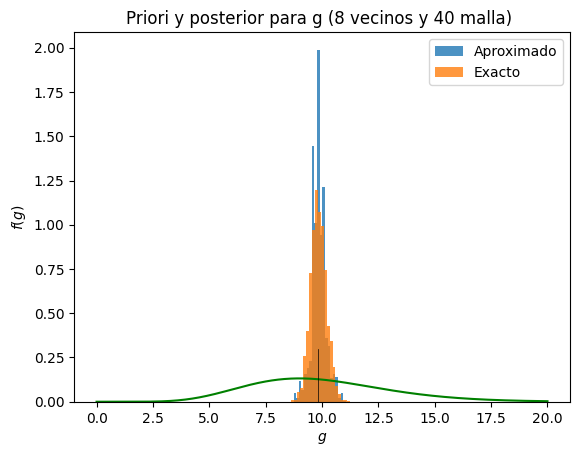 Priori y posterior para g (8 vecinos y 40 malla)
Aproximado
Exacto
f(g)
2.00
1.75
1.50
1.25
1.00
0.75
0.50
0.25
0.00
0.0 2.5 5.0 7.5 10.0 12.5 15.0 17.5 20.0
g